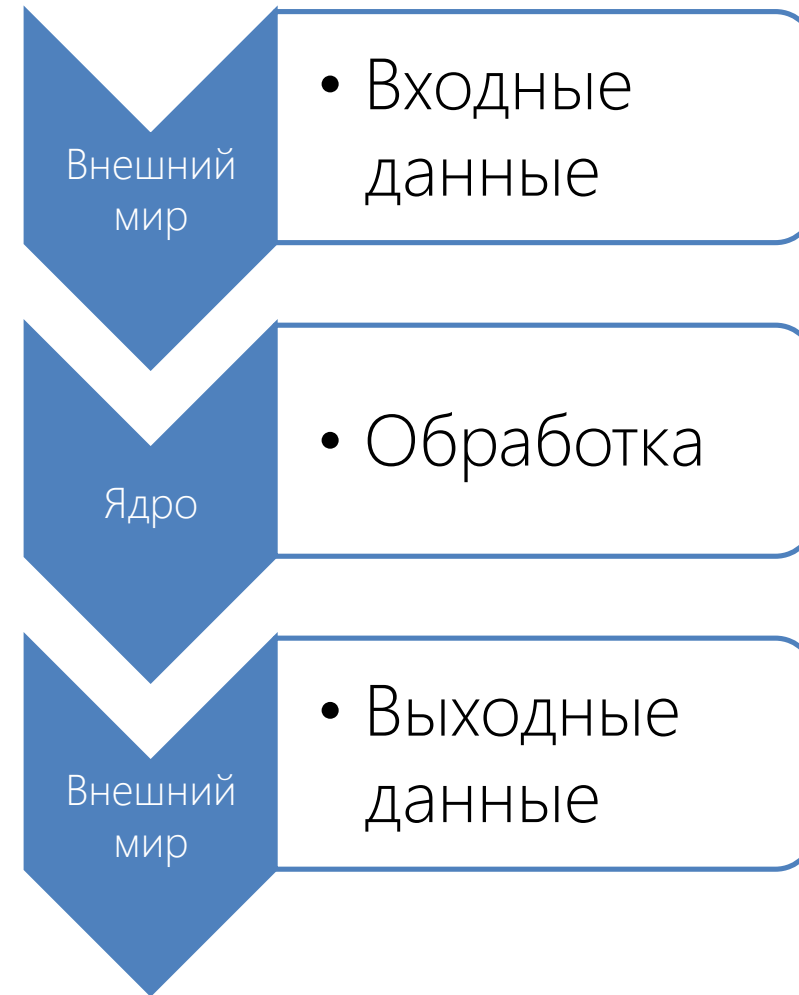 Внешний
мир
• Входные
данные
Ядро
• Обработка
Внешний
мир
• Выходные
данные